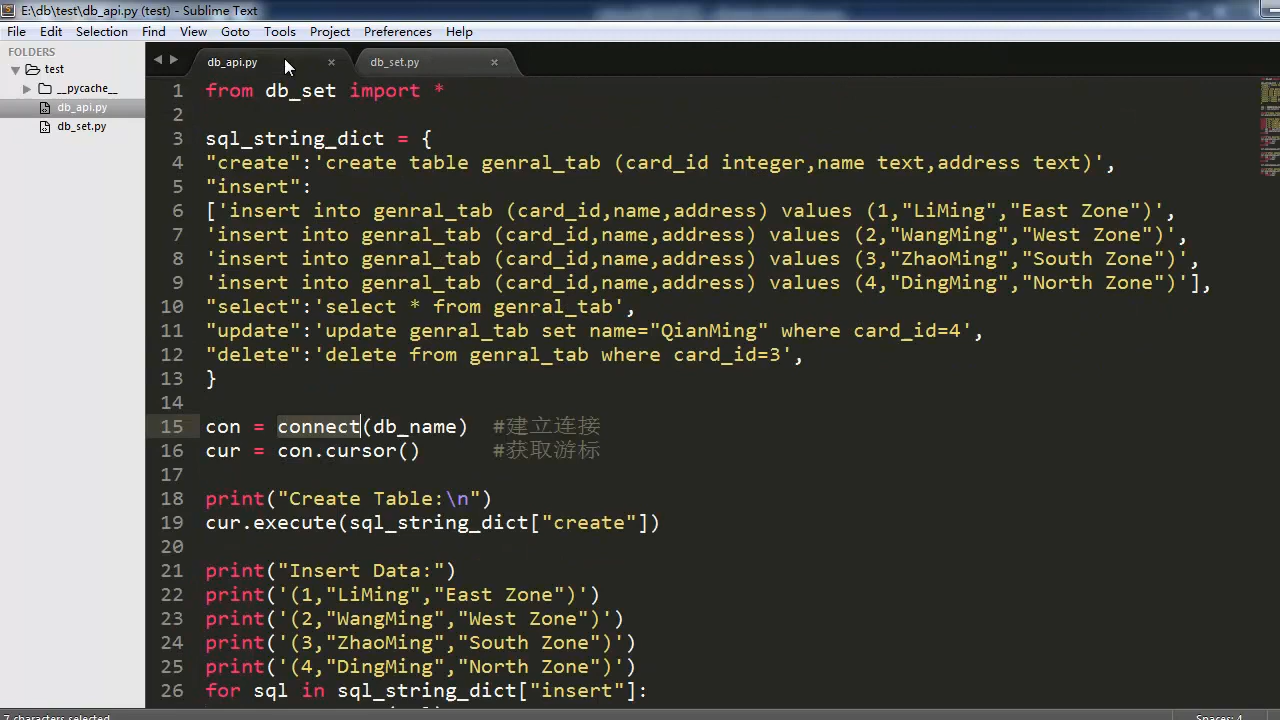 E:\db\test\db_api.py (test) - Sublime Text
File Edit Selection Find View Goto Tools Project Preferences Help
FOLDERS
test
__pycache__
db_api.py
db_set.py
db_api.py × db_set.py ×
1 from db_set import *
2
3 sql_string_dict = {
4 "create":'create table genral_tab (card_id integer,name text,address text)',
5 "insert":
6 ['insert into genral_tab (card_id,name,address) values (1,"LiMing","East Zone")',
7 'insert into genral_tab (card_id,name,address) values (2,"WangMing","West Zone")',
8 'insert into genral_tab (card_id,name,address) values (3,"ZhaoMing","South Zone")',
9 'insert into genral_tab (card_id,name,address) values (4,"DingMing","North Zone")'],
10 "select":'select * from genral_tab',
11 "update":'update genral_tab set name="QianMing" where card_id=4',
12 "delete":'delete from genral_tab where card_id=3',
13 }
14
15 con = connect(db_name) #建立连接
16 cur = con.cursor() #获取游标
17
18 print("Create Table:\n")
19 cur.execute(sql_string_dict["create"])
20
21 print("Insert Data:")
22 print('(1,"LiMing","East Zone")')
23 print('(2,"WangMing","West Zone")')
24 print('(3,"ZhaoMing","South Zone")')
25 print('(4,"DingMing","North Zone")')
26 for sql in sql_string_dict["insert"]:
7 characters selected
Spaces: 4